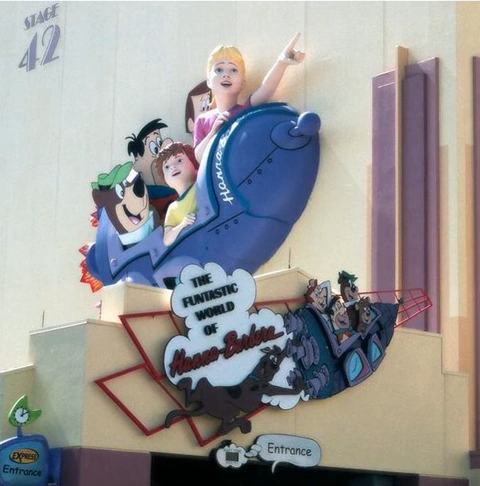 STAGE
42
Hanna
THE
FUNTASTIC
WORLD
OF
Hanna-Barbera
Entrance
EXPRESS
Entrance